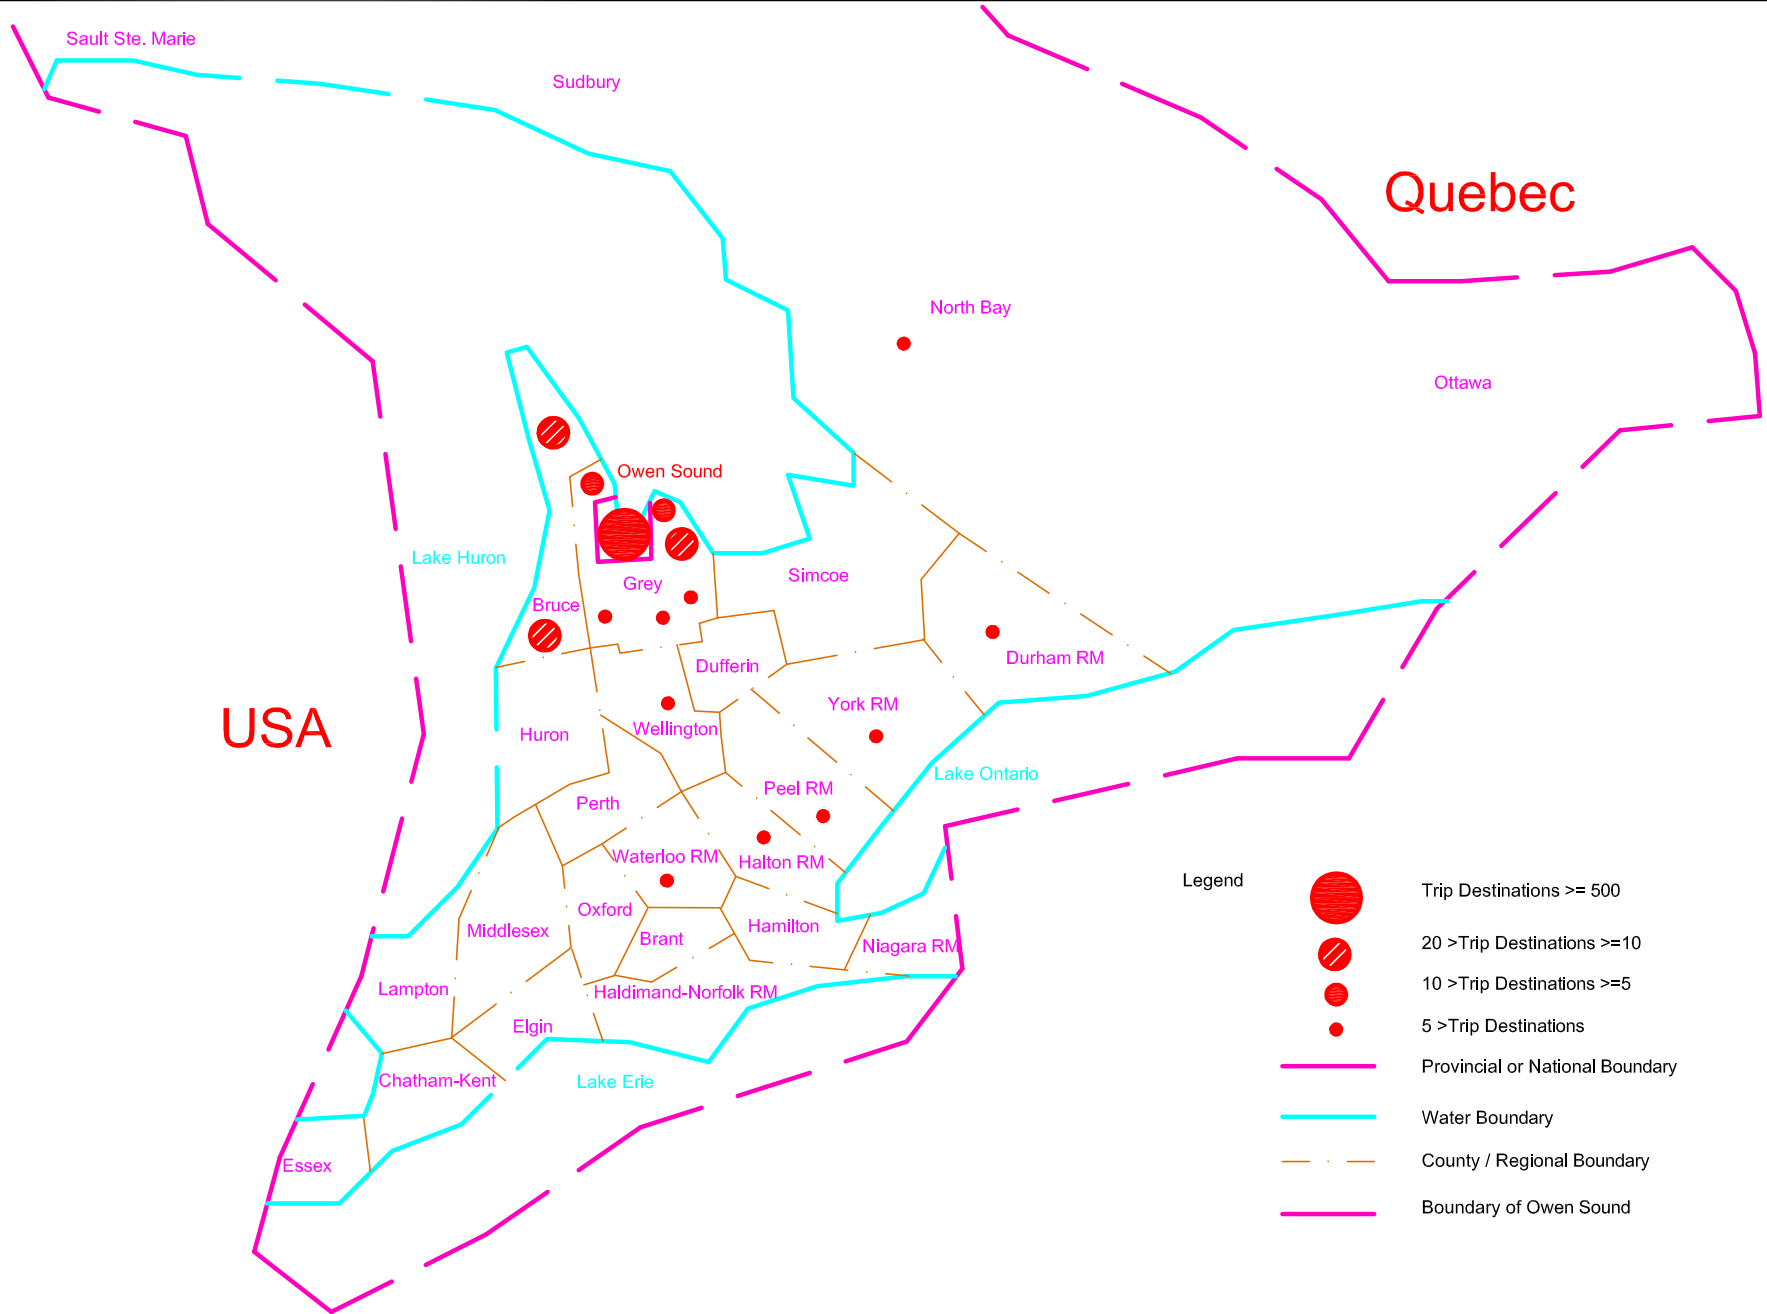 Sault Ste. Marie
Sudbury
Quebec
North Bay
Ottawa
Owen Sound
Lake Huron
Grey
Simcoe
Bruce
Dufferin
Durham RM
USA
York RM
Huron
Wellington
Lake Ontario
Peel RM
Perth
Waterloo RM
Halton RM
Oxford
Middlesex
Brant
Hamilton
Niagara RM
Lampton
Haldimand-Norfolk RM
Elgin
Chatham-Kent
Lake Erie
Essex
Legend
Trip Destinations >= 500
20 >Trip Destinations >=10
10 >Trip Destinations >=5
5 >Trip Destinations
Provincial or National Boundary
Water Boundary
County / Regional Boundary
Boundary of Owen Sound